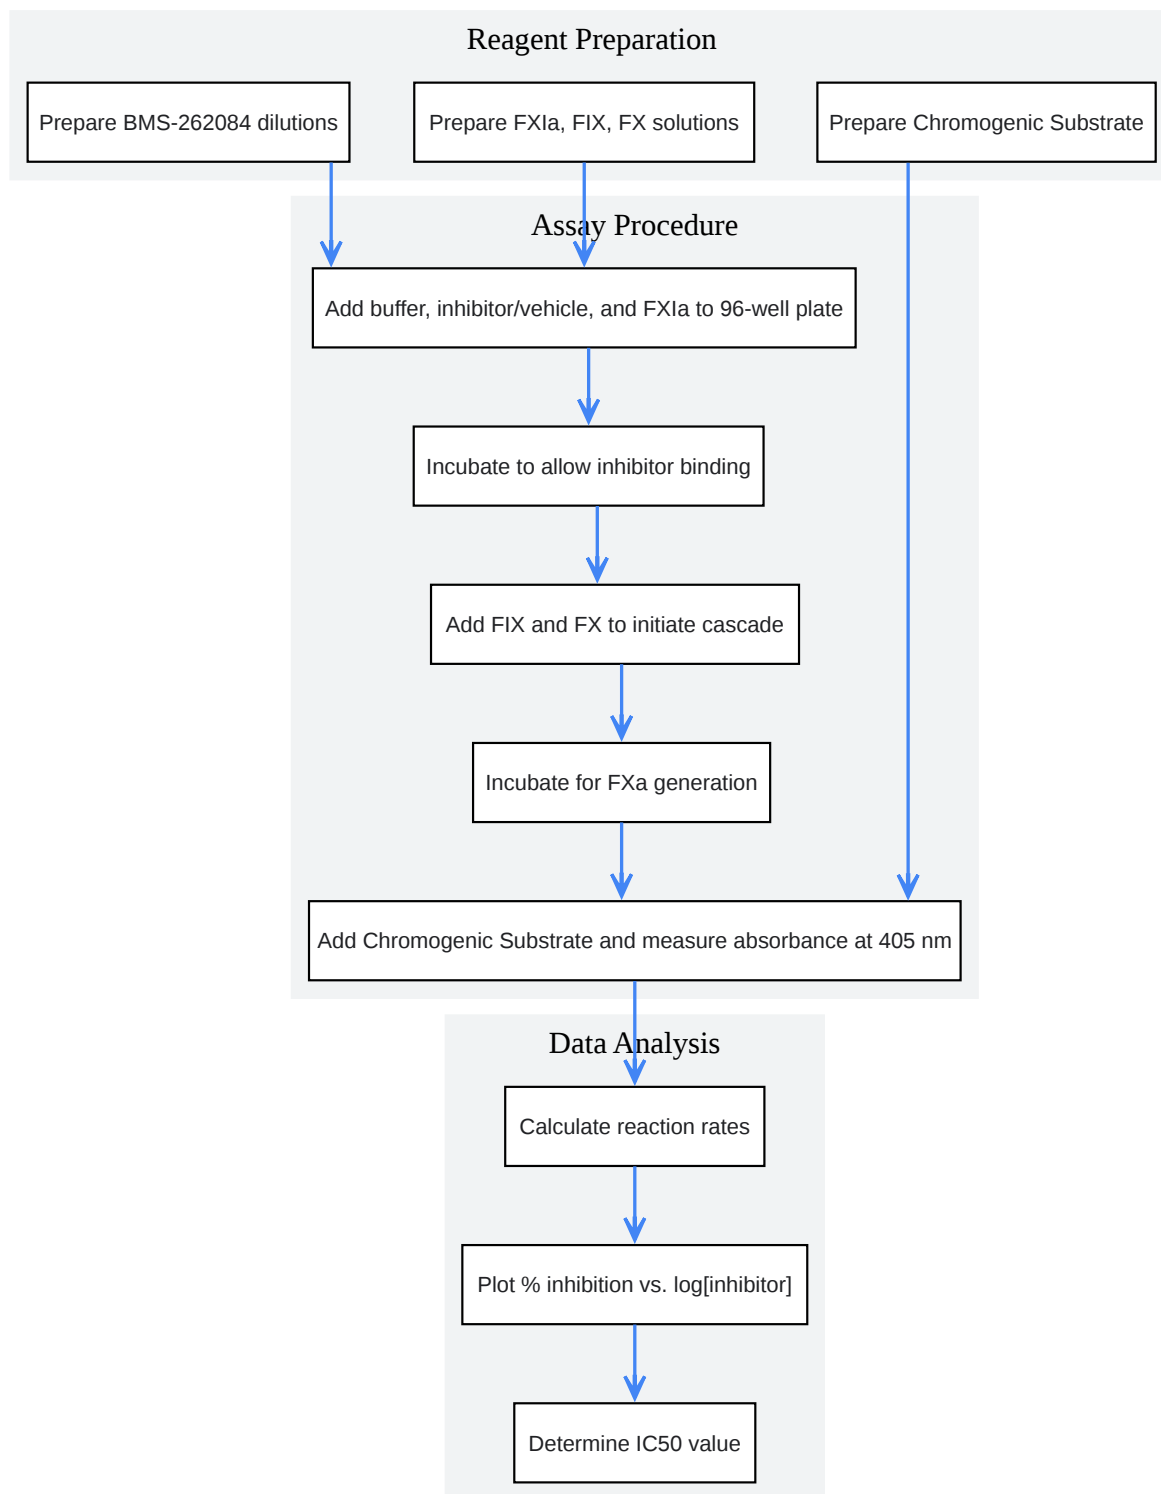 Reagent Preparation
Prepare BMS-262084 dilutions
Prepare FXIa, FIX, FX solutions
Prepare Chromogenic Substrate
Assay Procedure
Add buffer, inhibitor/vehicle, and FXIa to 96-well plate
Incubate to allow inhibitor binding
Add FIX and FX to initiate cascade
Incubate for FXa generation
Add Chromogenic Substrate and measure absorbance at 405 nm
Data Analysis
Calculate reaction rates
Plot % inhibition vs. log[inhibitor]
Determine IC50 value